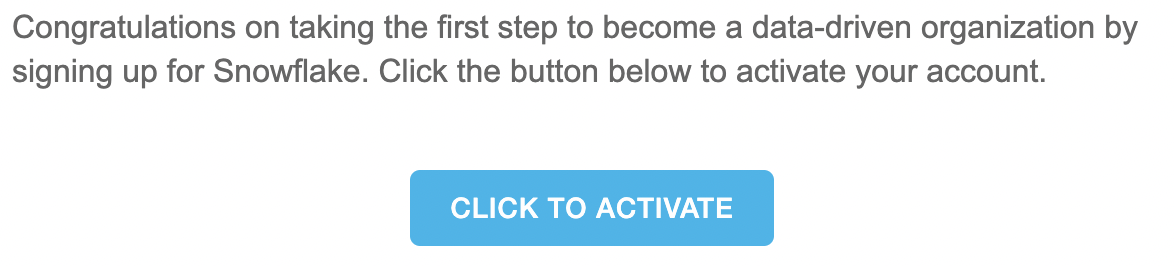 Congratulations on taking the first step to become a data-driven organization by
signing up for Snowflake. Click the button below to activate your account.
CLICK TO ACTIVATE